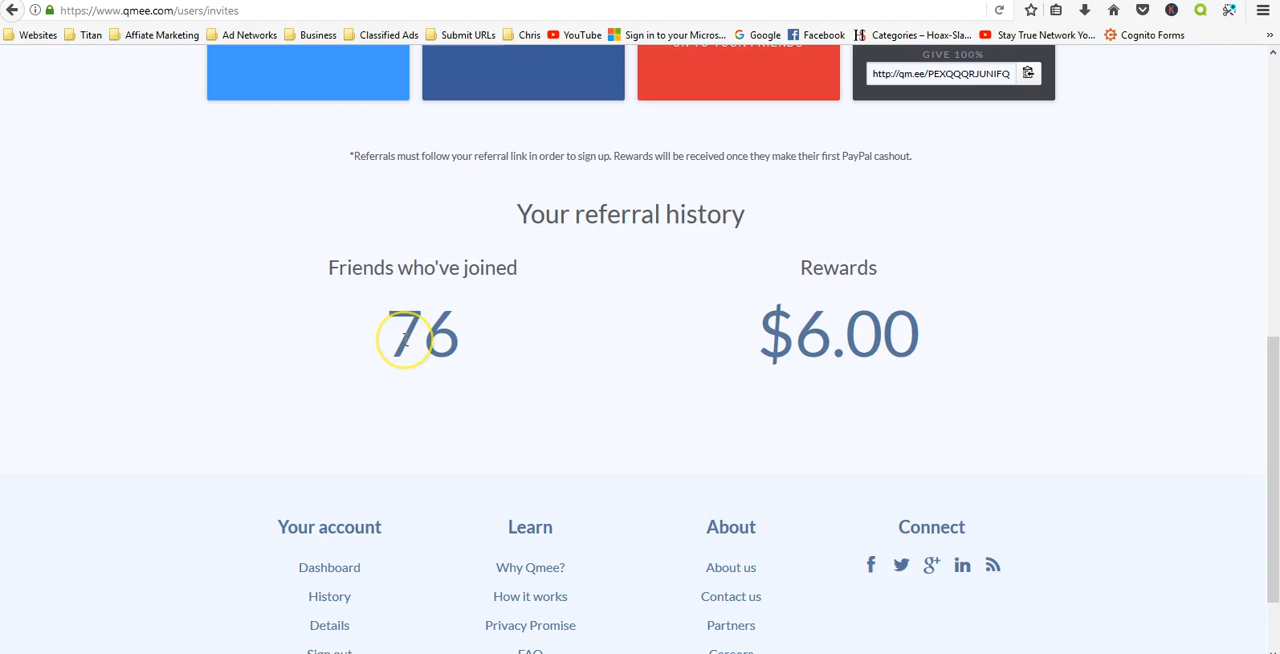 https://www.qmee.com/users/invites
Websites Titan Affiate Marketing Ad Networks Business Classified Ads Submit URLs Chris YouTube Sign in to your Micros... Google Facebook Categories – Hoax-Sla... Stay True Network Yo... Cognito Forms »
GIVE 100%
http://qm.ee/PEXQQQRJUNIFQ
*Referrals must follow your referral link in order to sign up. Rewards will be received once they make their first PayPal cashout.
Your referral history
Friends who've joined Rewards
76 $6.00
Your account Learn About Connect
Dashboard Why Qmee? About us
History How it works Contact us
Details Privacy Promise Partners
Sign out FAQ Careers